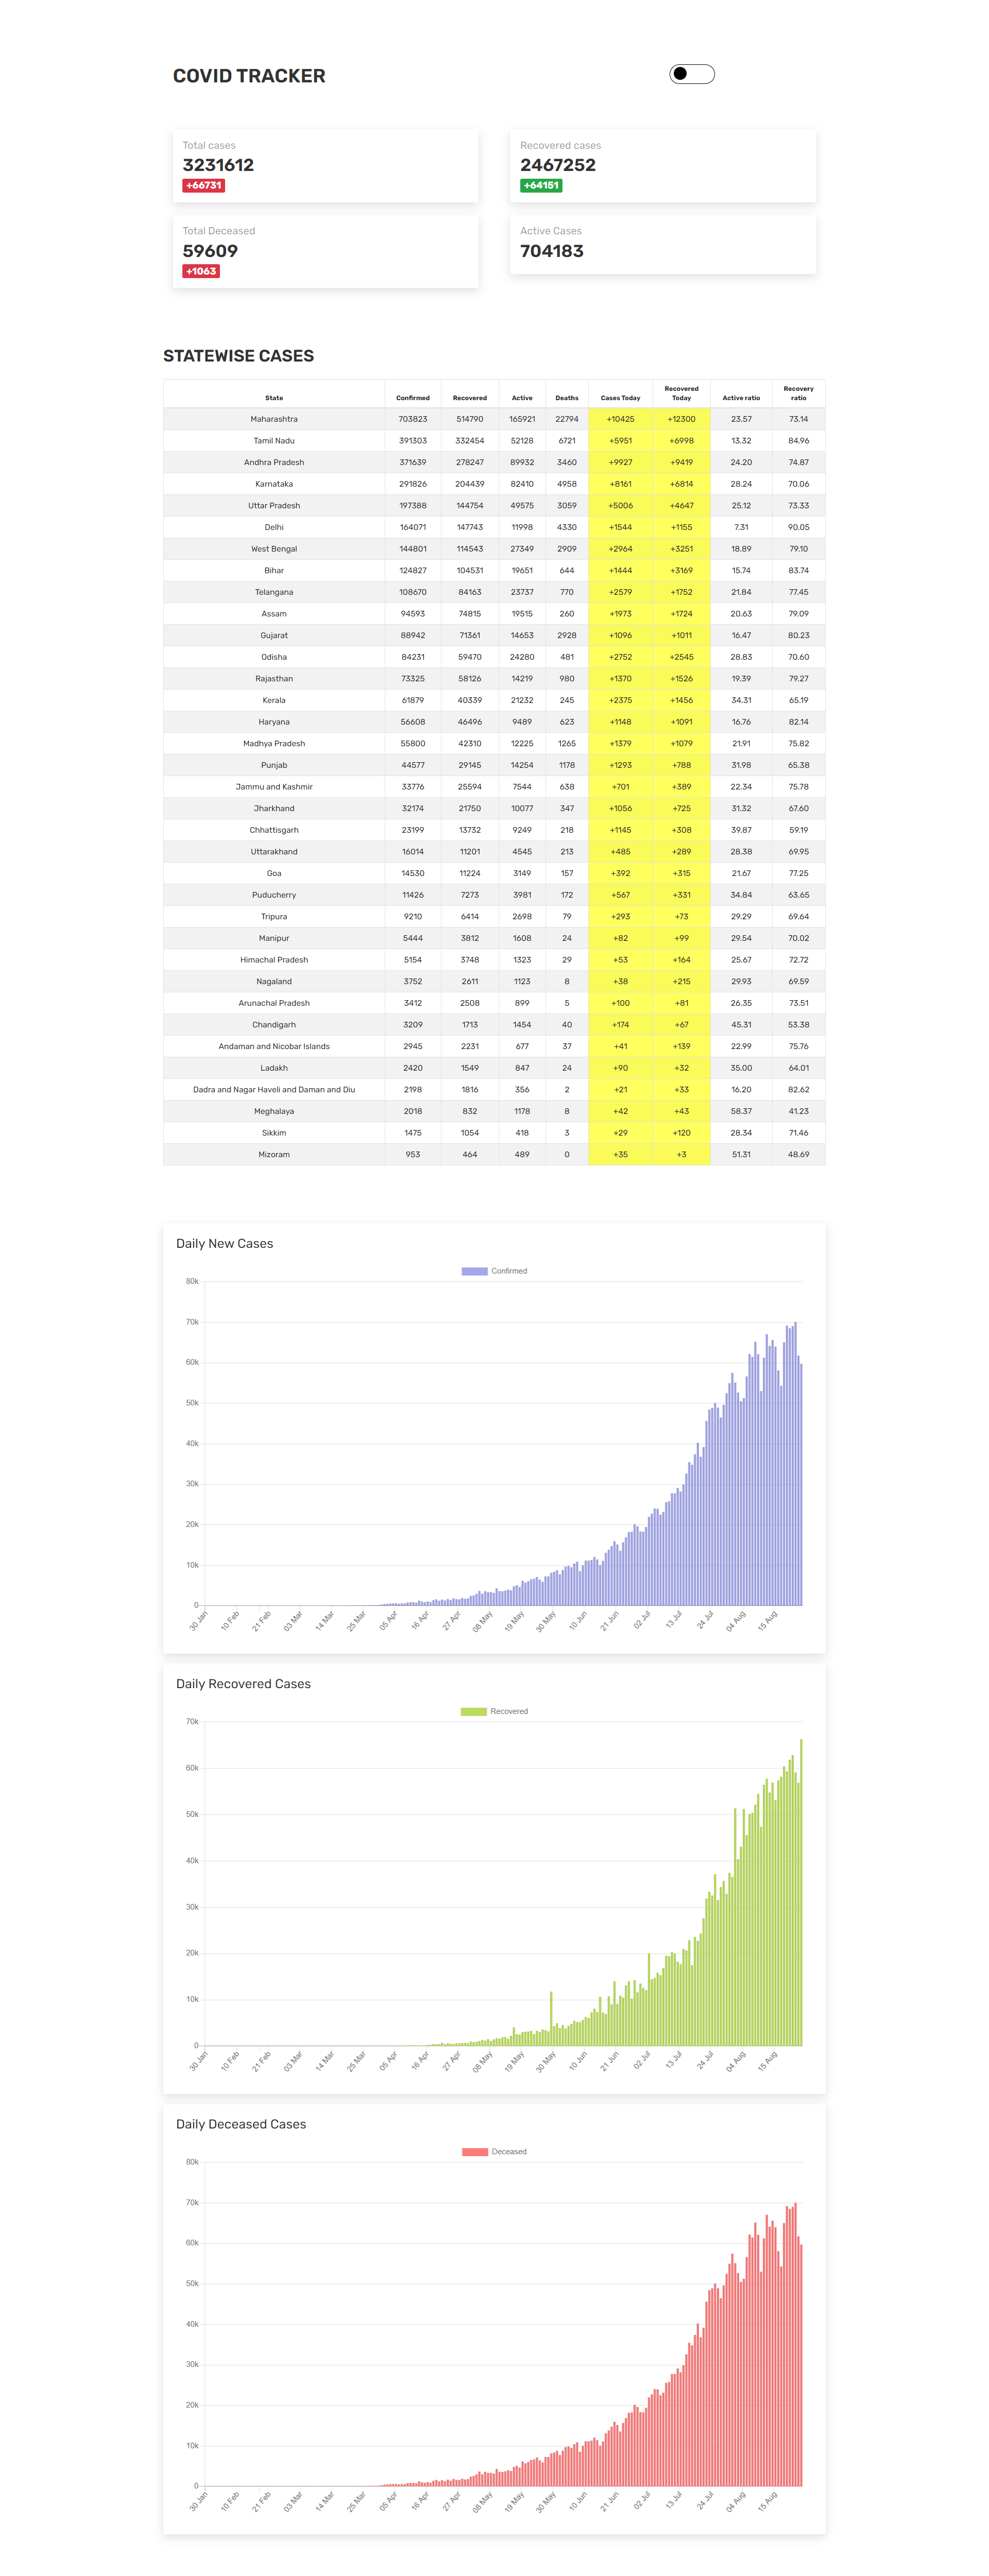 COVID TRACKER
Total cases
3231612
+66731
Recovered cases
2467252
+64151
Total Deceased
59609
+1063
Active Cases
704183
STATEWISE CASES
State Confirmed Recovered Active Deaths Cases Today Recovered Today Active ratio Recovery ratio
Maharashtra 703823 514790 165921 22794 +10425 +12300 23.57 73.14
Tamil Nadu 391303 332454 52128 6721 +5951 +6998 13.32 84.96
Andhra Pradesh 371639 278247 89932 3460 +9927 +9419 24.20 74.87
Karnataka 291826 204439 82410 4958 +8161 +6814 28.24 70.06
Uttar Pradesh 197388 144754 49575 3059 +5006 +4647 25.12 73.33
Delhi 164071 147743 11998 4330 +1544 +1155 7.31 90.05
West Bengal 144801 114543 27349 2909 +2964 +3251 18.89 79.10
Bihar 124827 104531 19651 644 +1444 +3169 15.74 83.74
Telangana 108670 84163 23737 770 +2579 +1752 21.84 77.45
Assam 94593 74815 19515 260 +1973 +1724 20.63 79.09
Gujarat 88942 71361 14653 2928 +1096 +1011 16.47 80.23
Odisha 84231 59470 24280 481 +2752 +2545 28.83 70.60
Rajasthan 73325 58126 14219 980 +1370 +1526 19.39 79.27
Kerala 61879 40339 21232 245 +2375 +1456 34.31 65.19
Haryana 56608 46496 9489 623 +1148 +1091 16.76 82.14
Madhya Pradesh 55800 42310 12225 1265 +1379 +1079 21.91 75.82
Punjab 44577 29145 14254 1178 +1293 +788 31.98 65.38
Jammu and Kashmir 33776 25594 7544 638 +701 +389 22.34 75.78
Jharkhand 32174 21750 10077 347 +1056 +725 31.32 67.60
Chhattisgarh 23199 13732 9249 218 +1145 +308 39.87 59.19
Uttarakhand 16014 11201 4545 213 +485 +289 28.38 69.95
Goa 14530 11224 3149 157 +392 +315 21.67 77.25
Puducherry 11426 7273 3981 172 +567 +331 34.84 63.65
Tripura 9210 6414 2698 79 +293 +73 29.29 69.64
Manipur 5444 3812 1608 24 +82 +99 29.54 70.02
Himachal Pradesh 5154 3748 1323 29 +53 +164 25.67 72.72
Nagaland 3752 2611 1123 8 +38 +215 29.93 69.59
Arunachal Pradesh 3412 2508 899 5 +100 +81 26.35 73.51
Chandigarh 3209 1713 1454 40 +174 +67 45.31 53.38
Andaman and Nicobar Islands 2945 2231 677 37 +41 +139 22.99 75.76
Ladakh 2420 1549 847 24 +90 +32 35.00 64.01
Dadra and Nagar Haveli and Daman and Diu 2198 1816 356 2 +21 +33 16.20 82.62
Meghalaya 2018 832 1178 8 +42 +43 58.37 41.23
Sikkim 1475 1054 418 3 +29 +120 28.34 71.46
Mizoram 953 464 489 0 +35 +3 51.31 48.69
Daily New Cases
Confirmed
80k
70k
60k
50k
40k
30k
20k
10k
0
30 Jan 10 Feb 21 Feb 03 Mar 14 Mar 25 Mar 05 Apr 16 Apr 27 Apr 08 May 19 May 30 May 10 Jun 21 Jun 02 Jul 13 Jul 24 Jul 04 Aug 15 Aug
Daily Recovered Cases
Recovered
70k
60k
50k
40k
30k
20k
10k
0
30 Jan 10 Feb 21 Feb 03 Mar 14 Mar 25 Mar 05 Apr 16 Apr 27 Apr 08 May 19 May 30 May 10 Jun 21 Jun 02 Jul 13 Jul 24 Jul 04 Aug 15 Aug
Daily Deceased Cases
Deceased
80k
70k
60k
50k
40k
30k
20k
10k
0
30 Jan 10 Feb 21 Feb 03 Mar 14 Mar 25 Mar 05 Apr 16 Apr 27 Apr 08 May 19 May 30 May 10 Jun 21 Jun 02 Jul 13 Jul 24 Jul 04 Aug 15 Aug